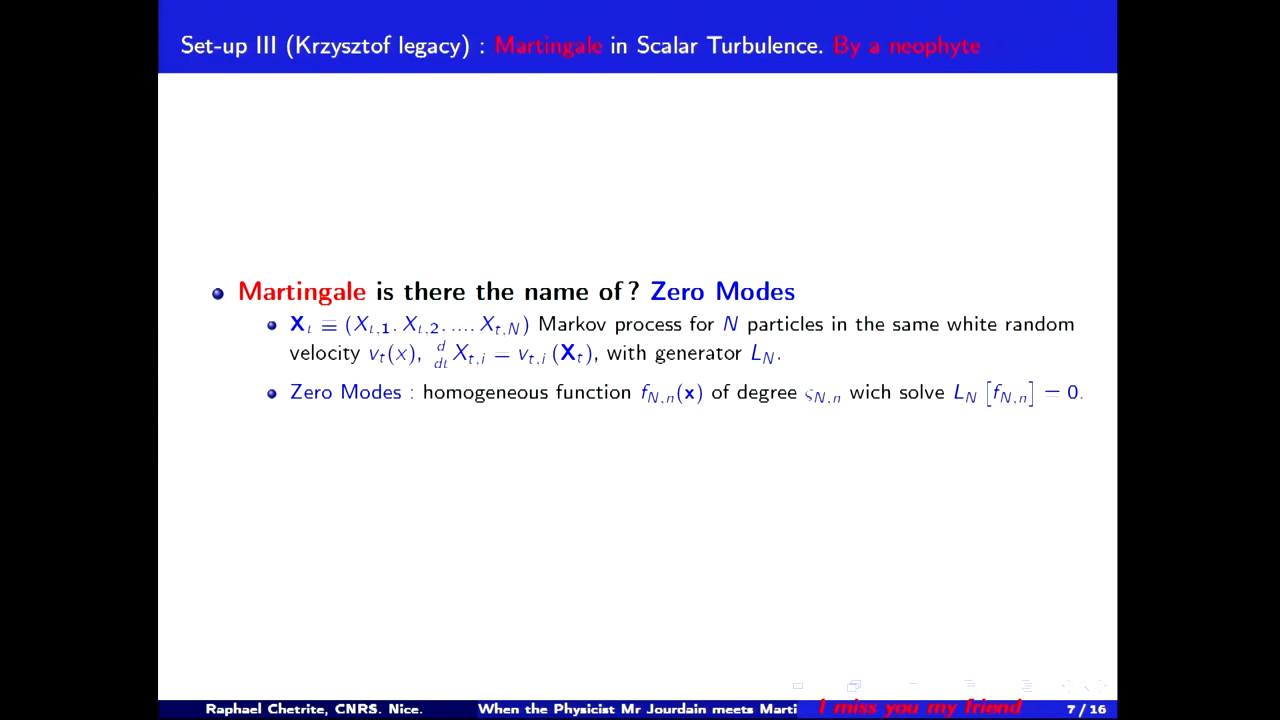 Set-up III (Krzysztof legacy) : Martingale in Scalar Turbulence. By a neophyte
Martingale is there the name of ? Zero Modes
X_t ≡ (X_{t,1}, X_{t,2}, .... X_{t,N}) Markov process for N particles in the same white random
velocity v_t(x), d/dt X_{t,i} = v_{t,i} (X_t), with generator L_N.
Zero Modes : homogeneous function f_{N,n}(x) of degree ς_{N,n} wich solve L_N [f_{N,n}] = 0.
Raphael Chetrite, CNRS. Nice. When the Physicist Mr Jourdain meets Marti I miss you my friend 7 / 16